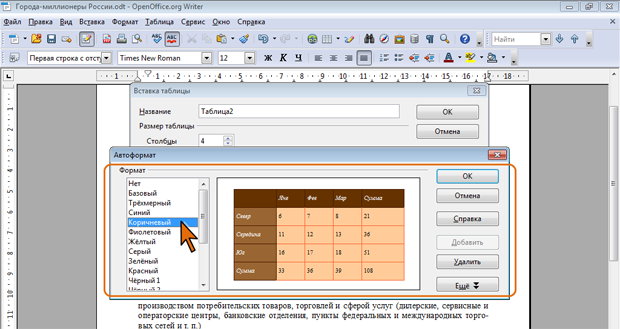 Города-миллионеры России.odt - OpenOffice.org Writer
Файл Правка Вид Вставка Формат Таблица Сервис Окно Справка
Найти
Первая строка с отст
Times New Roman
12
Вставка таблицы
Название
Таблица2
OK
Размер таблицы
Отмена
Столбцы
4
Автоформат
Формат
Нет
Базовый
Трёхмерный
Синий
Коричневый
Фиолетовый
Жёлтый
Серый
Зелёный
Красный
Чёрный 1
Чёрный 2
Янв Фев Мар Сумма
Север 6 7 8 21
Середина 11 12 13 36
Юг 16 17 18 51
Сумма 33 36 39 108
OK
Отмена
Справка
Добавить
Удалить
Ещё
производством потребительских товаров, торговлей и сферой услуг (дилерские, сервисные и
операторские центры, банковские отделения, пункты федеральных и международных торго-
вых сетей и т. п.)